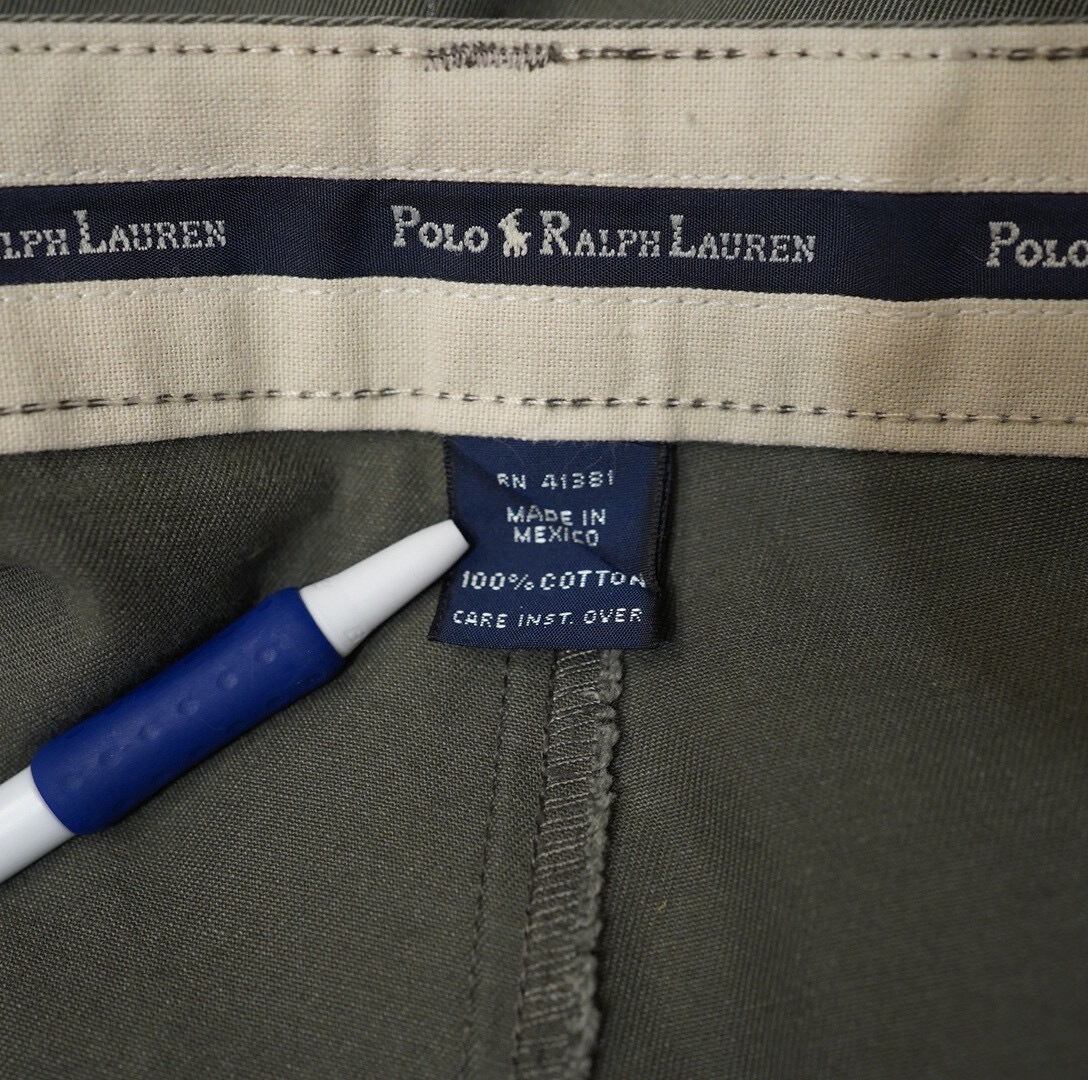 LPH LAUREN POLO RALPH LAUREN POLO
RN 41381
MADE IN
MEXICO
100% COTTON
CARE INST. OVER